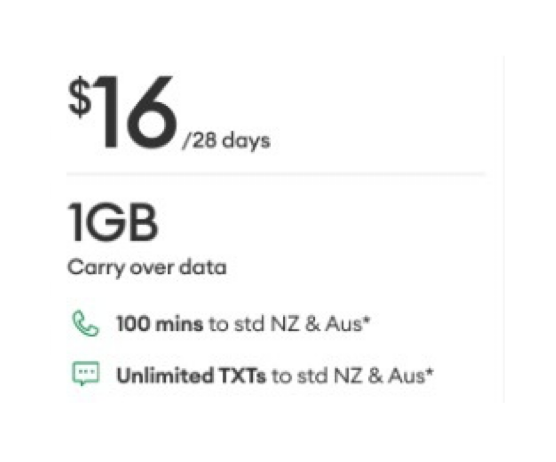 $16 /28 days
1GB
Carry over data
100 mins to std NZ & Aus*
Unlimited TXTs to std NZ & Aus*